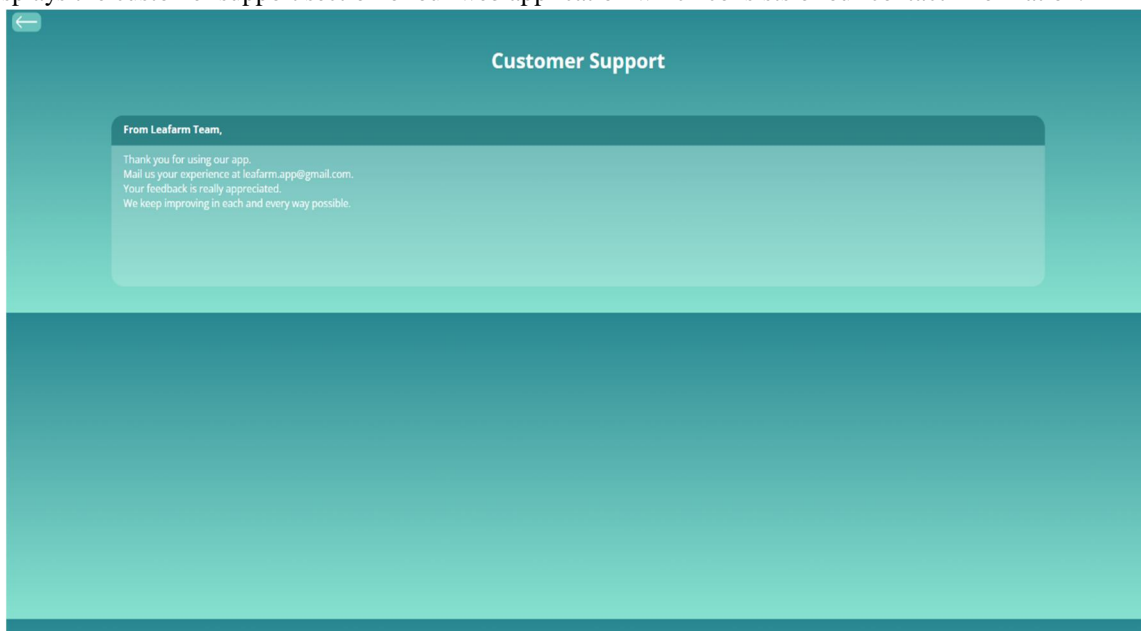 Customer Support
From Leafarm Team,
Thank you for using our app.
Mail us your experience at leafarm.app@gmail.com.
Your feedback is really appreciated.
We keep improving in each and every way possible.